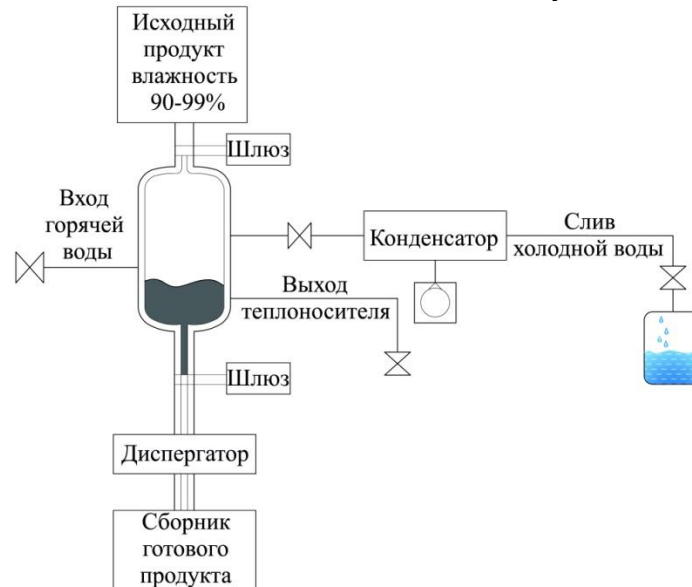 Исходный
продукт
влажность
90-99%
Шлюз
Вход
горячей
воды
Конденсатор
Слив
холодной воды
Выход
теплоносителя
Шлюз
Диспергатор
Сборник
готового
продукта